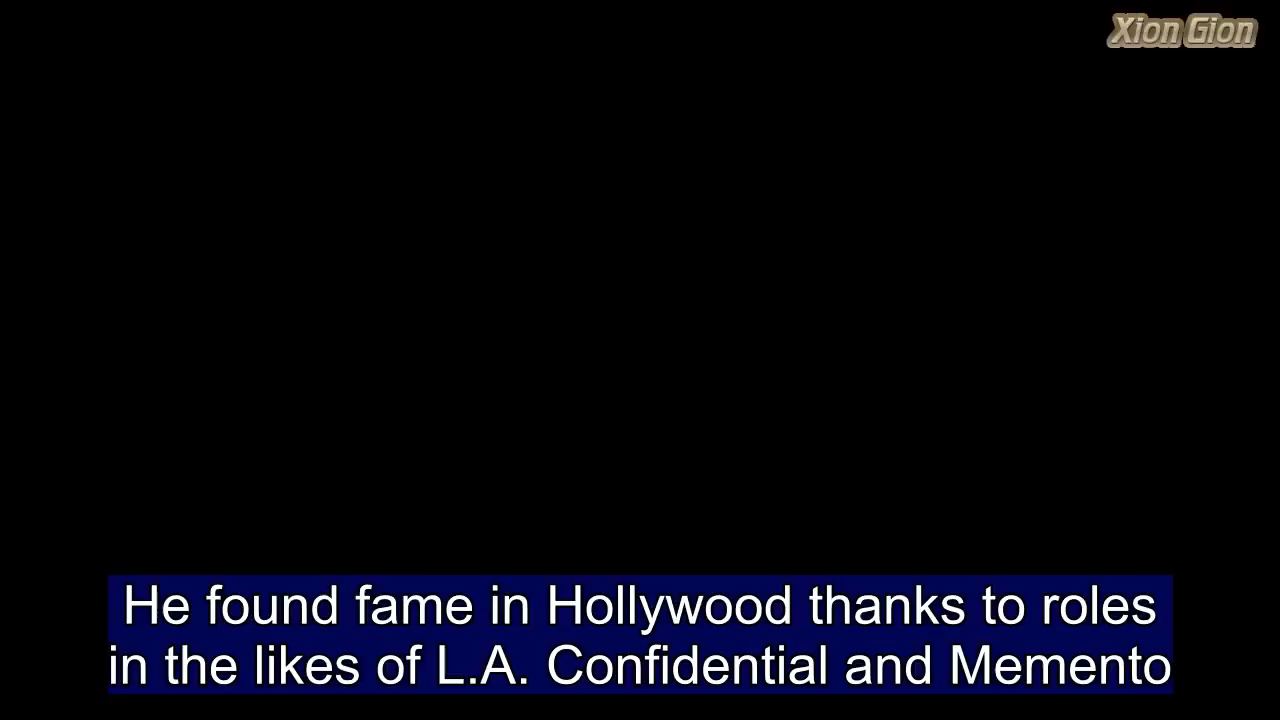 Xion Gion
He found fame in Hollywood thanks to roles
in the likes of L.A. Confidential and Memento